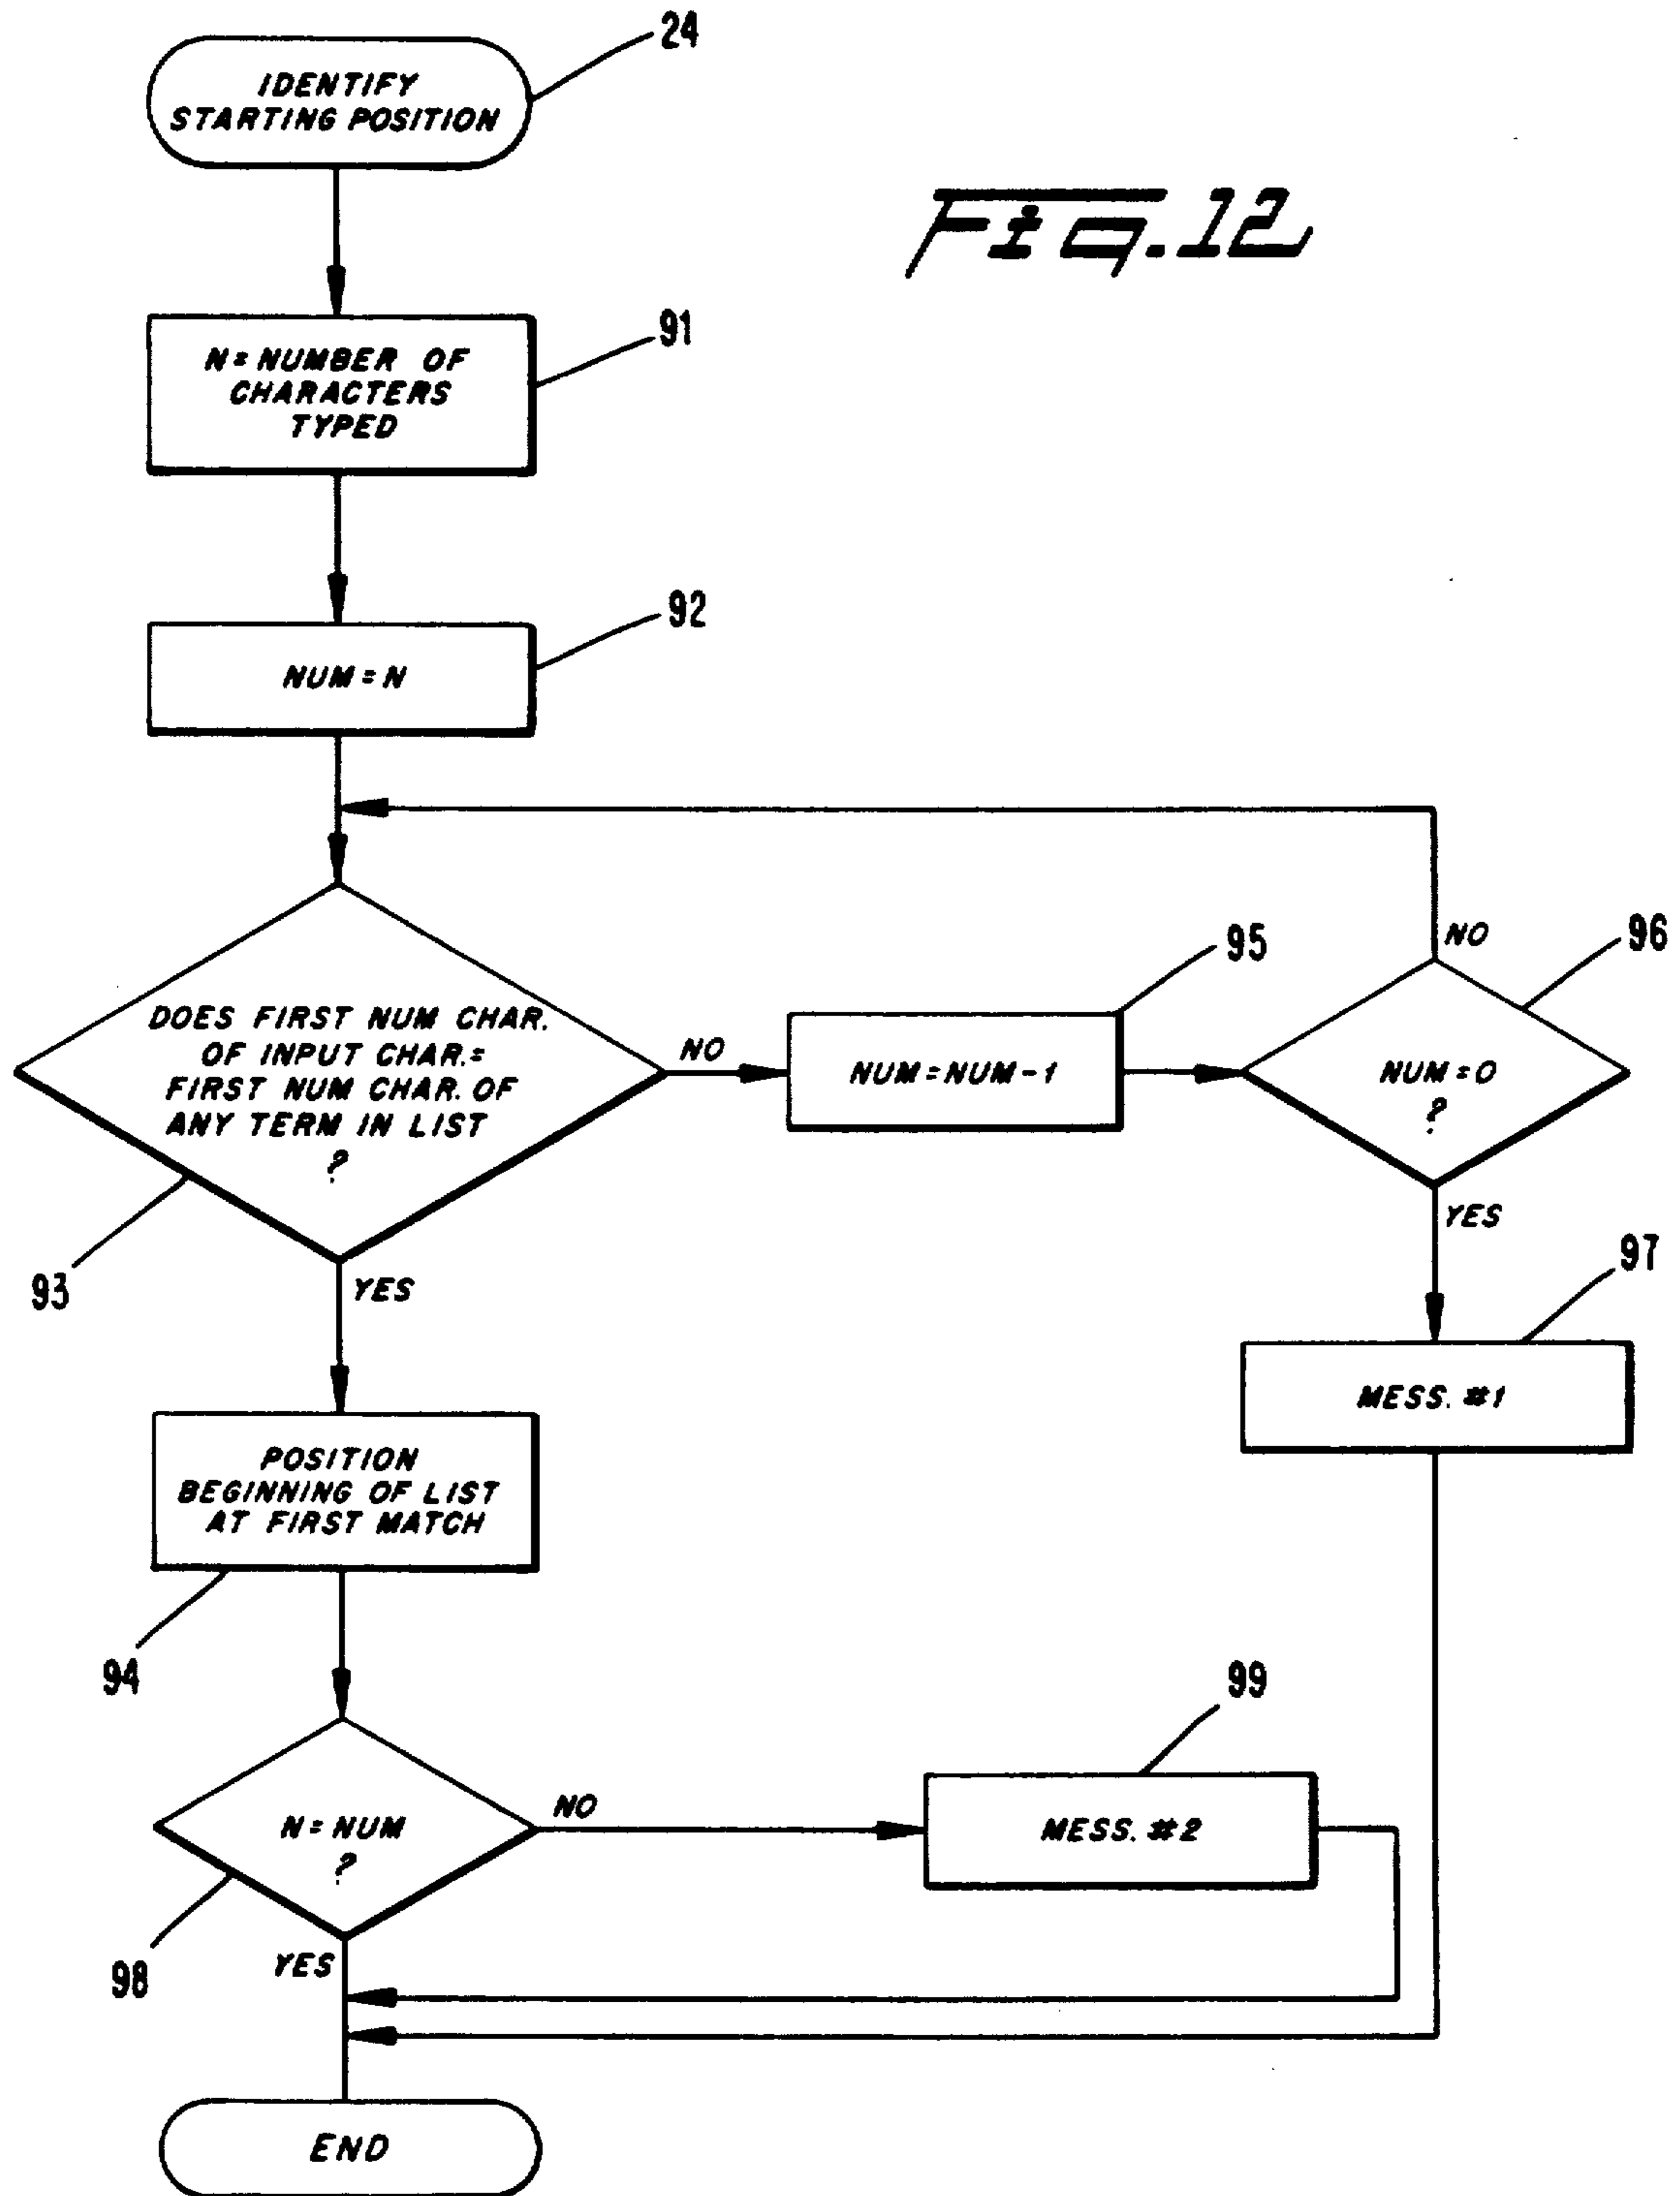 24
IDENTIFY
STARTING POSITION
Fig.12
91
N=NUMBER OF
CHARACTERS
TYPED
92
NUM=N
NO
96
95
DOES FIRST NUM CHAR.
OF INPUT CHAR.=
FIRST NUM CHAR. OF
ANY TERM IN LIST
?
NO
NUM=NUM-1
NUM=0
?
93
YES
YES
97
MESS. #1
POSITION
BEGINNING OF LIST
AT FIRST MATCH
94
99
N=NUM
?
NO
MESS. #2
98
YES
END